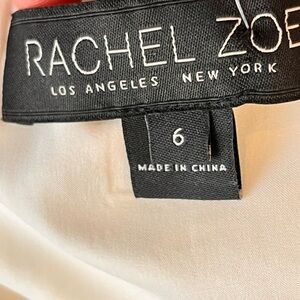 RACHEL ZOE
LOS ANGELES NEW YORK
6
MADE IN CHINA